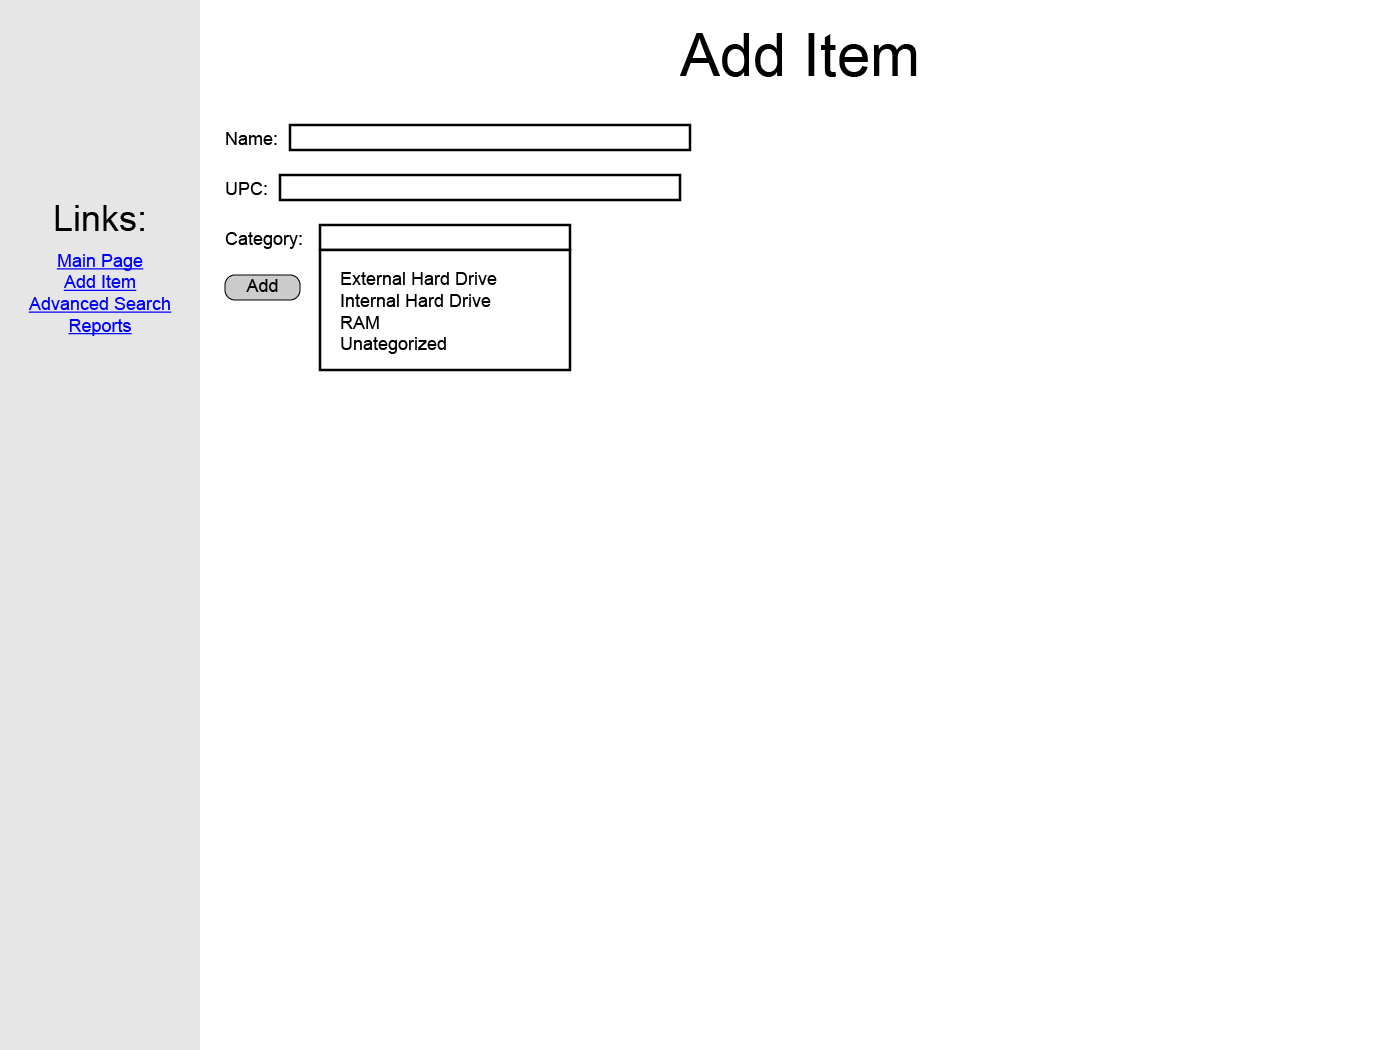 Add Item
Links:
Main Page
Add Item
Advanced Search
Reports
Name:
UPC:
Category:
Add
External Hard Drive
Internal Hard Drive
RAM
Unategorized